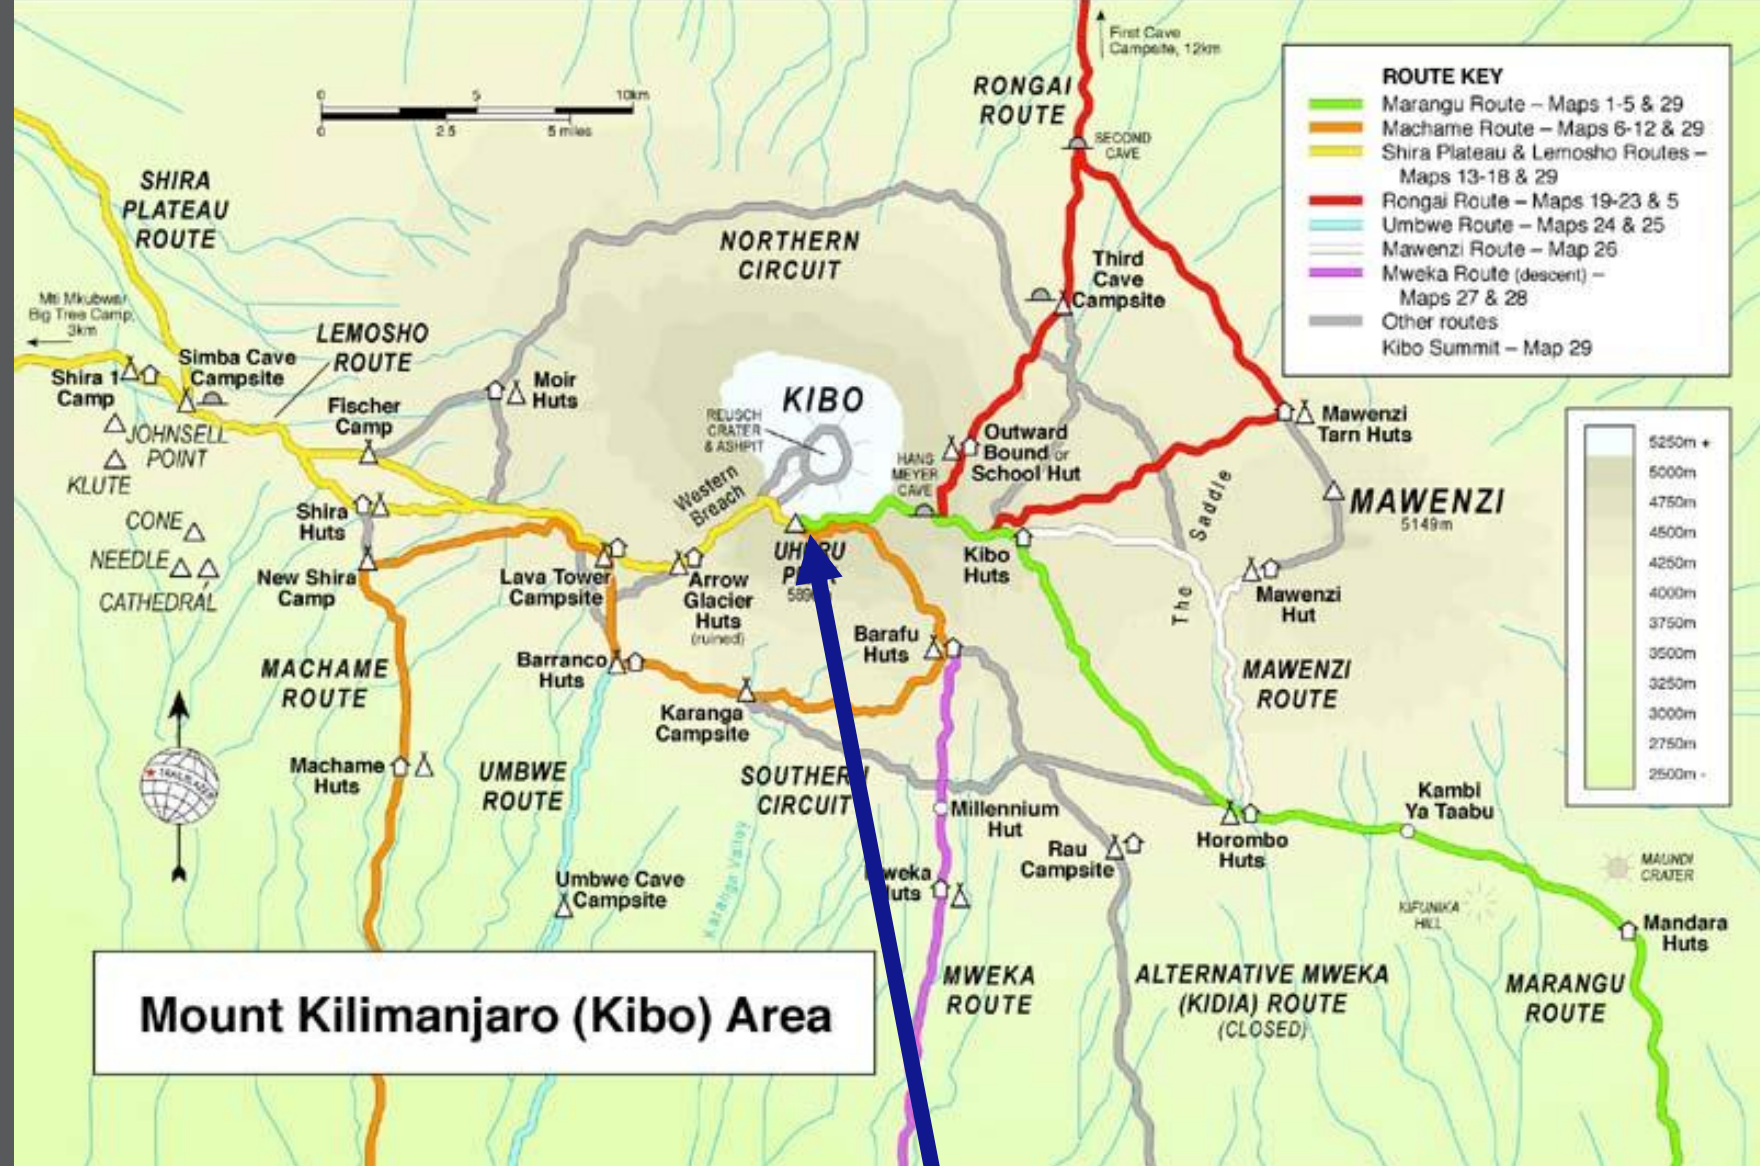 First Cave
Campsite, 12km
RONGAI
ROUTE
SECOND
CAVE
0 5 10km
0 2.5 5 miles
ROUTE KEY
Marangu Route – Maps 1-5 & 29
Machame Route – Maps 6-12 & 29
Shira Plateau & Lemosho Routes –
Maps 13-18 & 29
Rongai Route – Maps 19-23 & 5
Umbwe Route – Maps 24 & 25
Mawenzi Route – Map 26
Mweka Route (descent) –
Maps 27 & 28
Other routes
Kibo Summit – Map 29
SHIRA
PLATEAU
ROUTE
NORTHERN
CIRCUIT
Third
Cave
Campsite
Mti Mkubwa/
Big Tree Camp,
3km
LEMOSHO
ROUTE
Simba Cave
Campsite
Shira 1
Camp
Moir
Huts
Fischer
Camp
JOHNSELL
POINT
KLUTE
KIBO
REUSCH
CRATER
& ASHPIT
HANS
MEYER
CAVE
Outward
Bound or
School Hut
Mawenzi
Tarn Huts
MAWENZI
5149m
Western
Breach
The Saddle
Shira
Huts
CONE
NEEDLE
CATHEDRAL
New Shira
Camp
Lava Tower
Campsite
Arrow
Glacier
Huts
(ruined)
Kibo
Huts
Mawenzi
Hut
Barafu
Huts
Barranco
Huts
Karanga
Campsite
MACHAME
ROUTE
MAWENZI
ROUTE
Machame
Huts
UMBWE
ROUTE
SOUTHERN
CIRCUIT
Millennium
Hut
Rau
Campsite
Horombo
Huts
Kambi
Ya Taabu
MAUNDI
CRATER
KIFUNIKA
HILL
Mandara
Huts
Umbwe Cave
Campsite
Karanga Valley
MWEKA
ROUTE
ALTERNATIVE MWEKA
(KIDIA) ROUTE
(CLOSED)
MARANGU
ROUTE
TRAILBLAZER
Mount Kilimanjaro (Kibo) Area
5250m +
5000m
4750m
4500m
4250m
4000m
3750m
3500m
3250m
3000m
2750m
2500m -